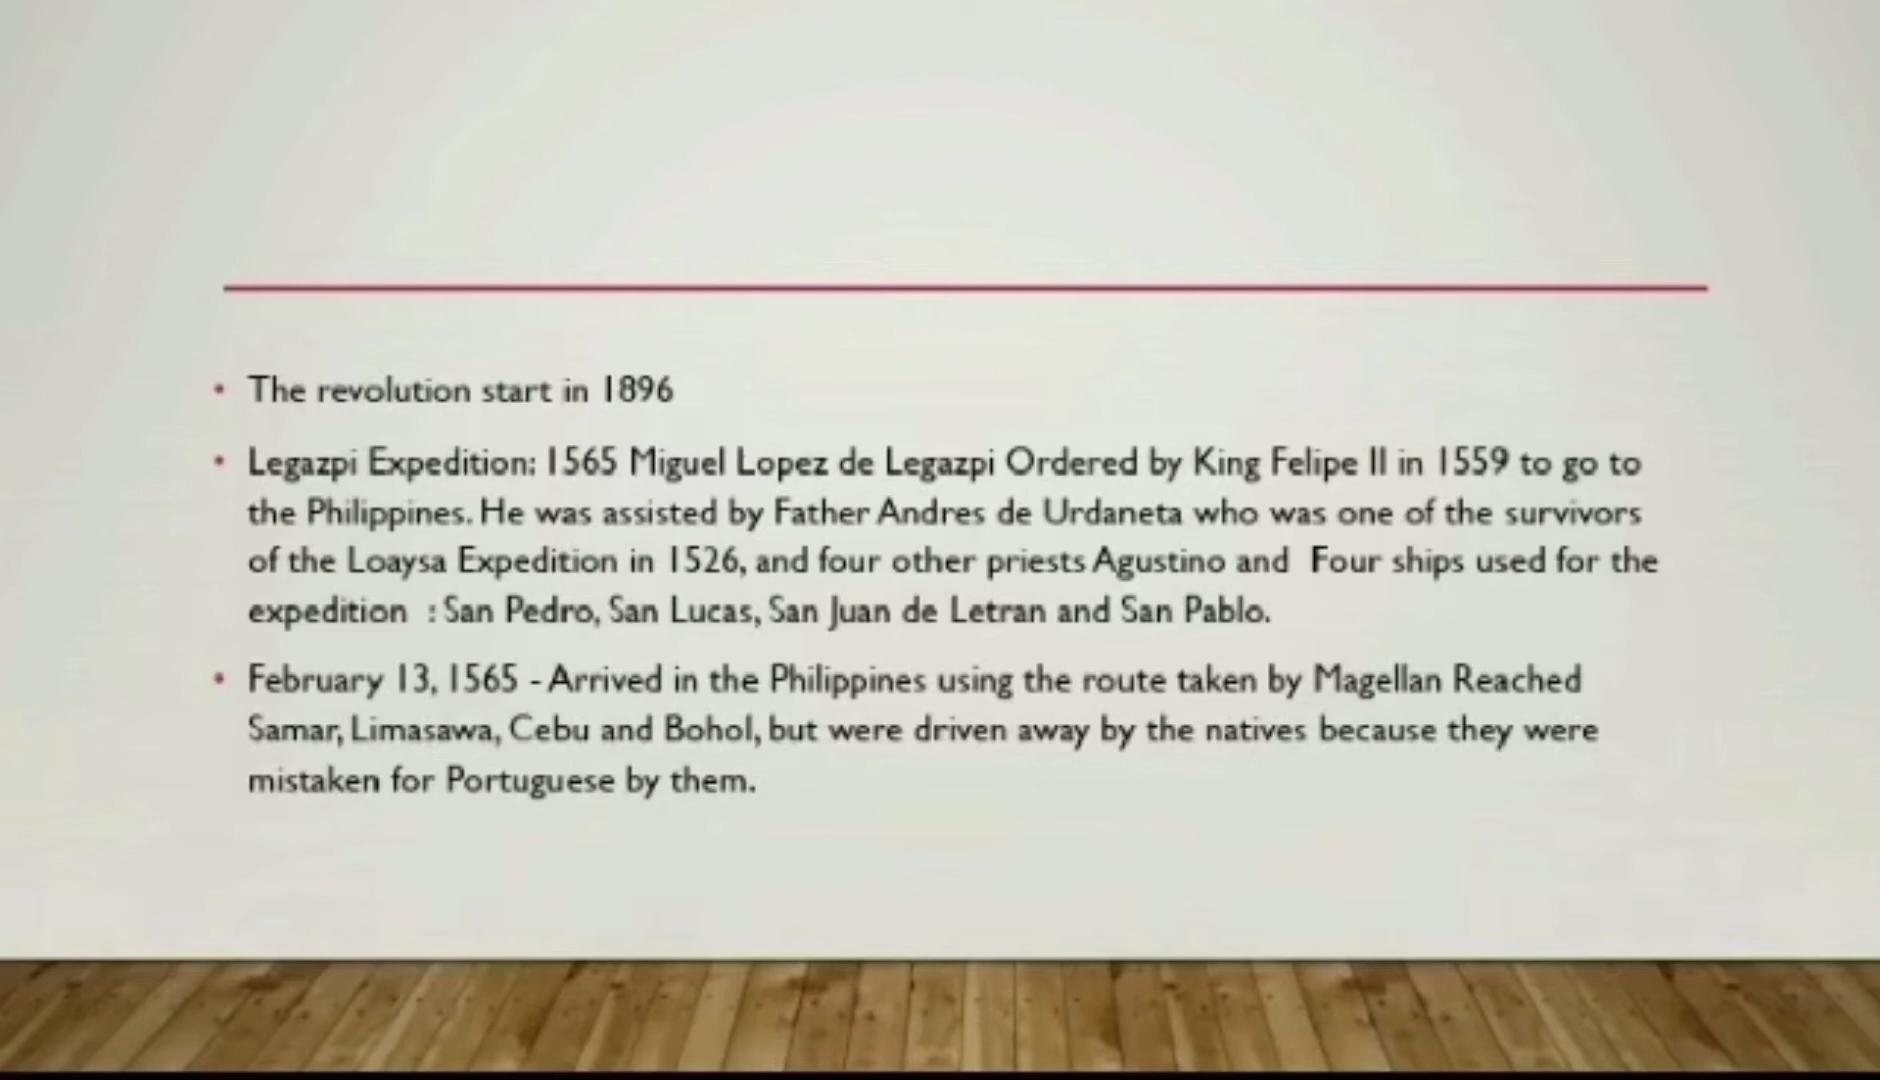 • The revolution start in 1896
• Legazpi Expedition: 1565 Miguel Lopez de Legazpi Ordered by King Felipe II in 1559 to go to
the Philippines. He was assisted by Father Andres de Urdaneta who was one of the survivors
of the Loaysa Expedition in 1526, and four other priests Agustino and Four ships used for the
expedition : San Pedro, San Lucas, San Juan de Letran and San Pablo.
• February 13, 1565 - Arrived in the Philippines using the route taken by Magellan Reached
Samar, Limasawa, Cebu and Bohol, but were driven away by the natives because they were
mistaken for Portuguese by them.